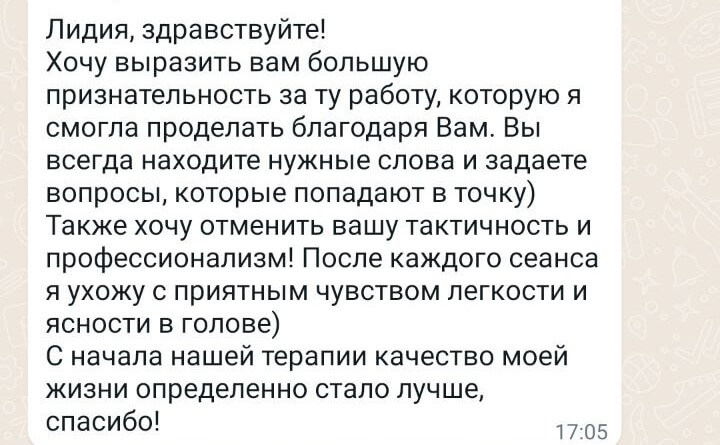 Лидия, здравствуйте!
Хочу выразить вам большую
признательность за ту работу, которую я
смогла проделать благодаря Вам. Вы
всегда находите нужные слова и задаете
вопросы, которые попадают в точку)
Также хочу отменить вашу тактичность и
профессионализм! После каждого сеанса
я ухожу с приятным чувством легкости и
ясности в голове)
С начала нашей терапии качество моей
жизни определенно стало лучше,
спасибо!
17:05